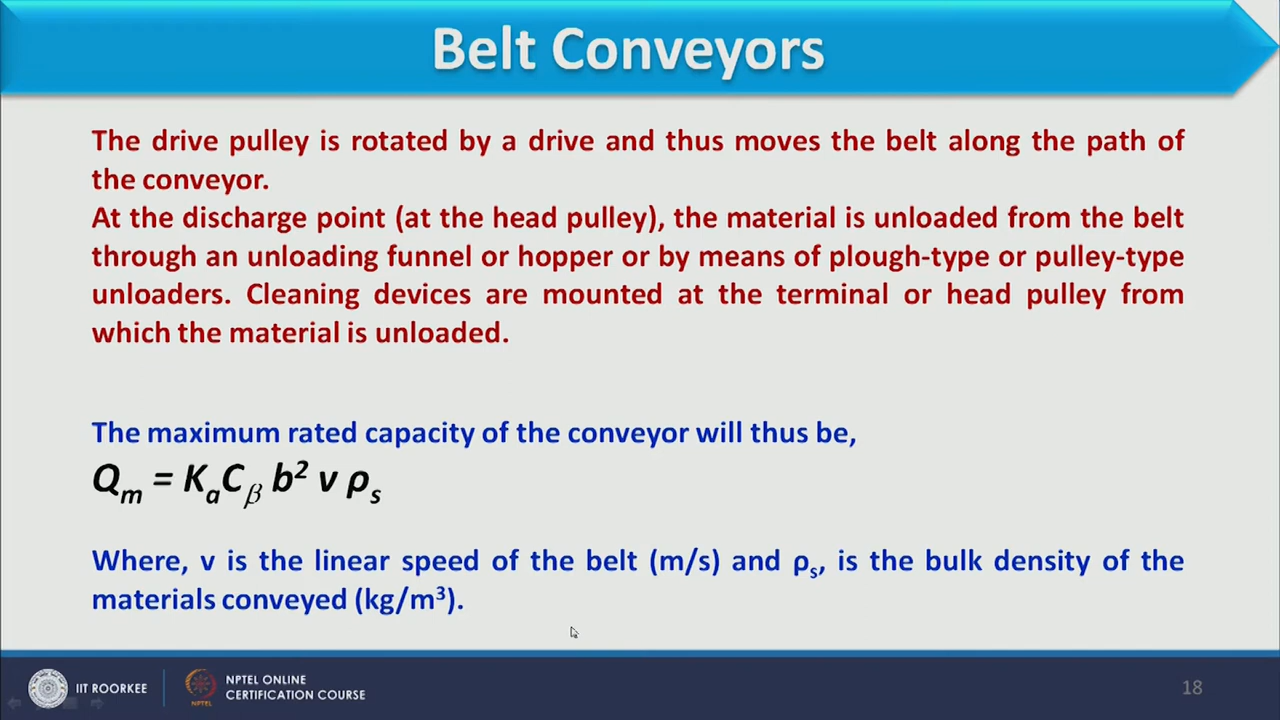 Belt Conveyors
The drive pulley is rotated by a drive and thus moves the belt along the path of
the conveyor.
At the discharge point (at the head pulley), the material is unloaded from the belt
through an unloading funnel or hopper or by means of plough-type or pulley-type
unloaders. Cleaning devices are mounted at the terminal or head pulley from
which the material is unloaded.
The maximum rated capacity of the conveyor will thus be,
Qₘ = KₐCᵦ b² v ρₛ
Where, v is the linear speed of the belt (m/s) and ρₛ, is the bulk density of the
materials conveyed (kg/m³).
IIT ROORKEE
NPTEL
NPTEL ONLINE
CERTIFICATION COURSE
18